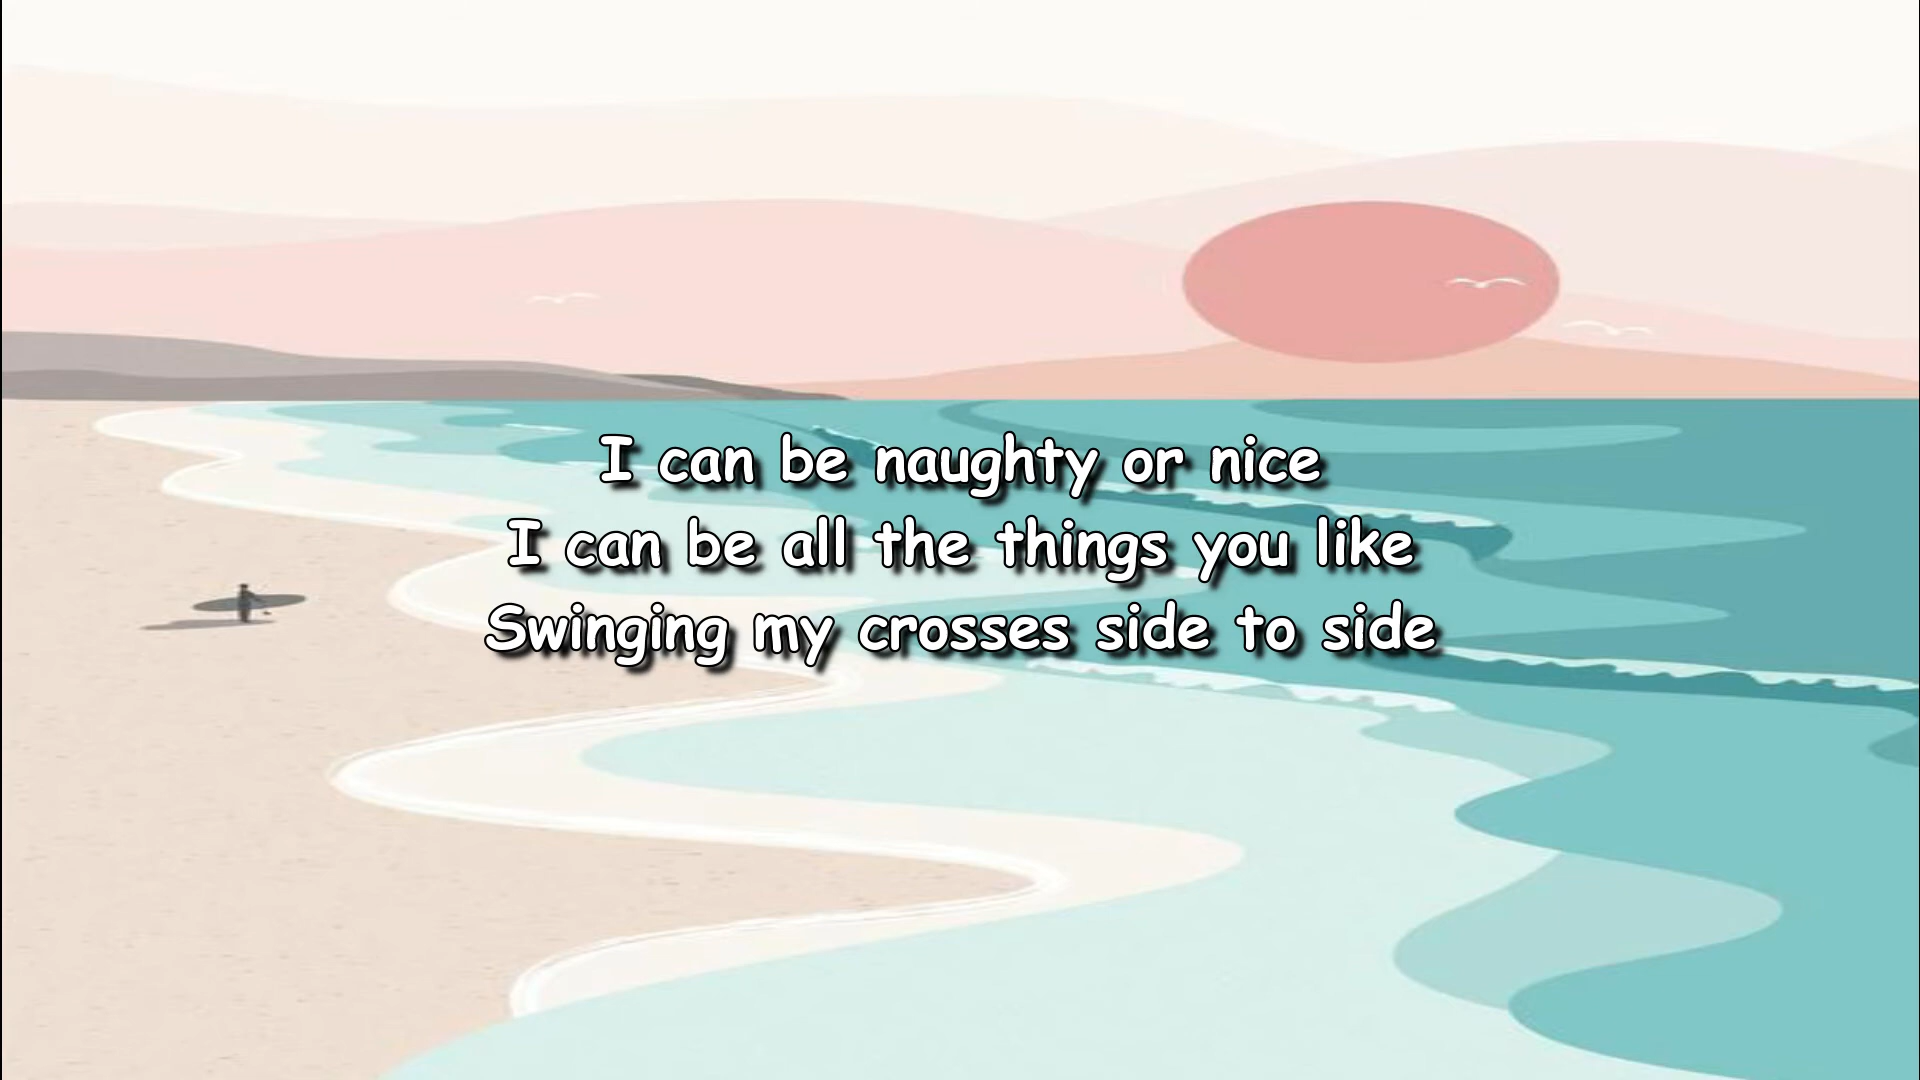 I can be naughty or nice
I can be all the things you like
Swinging my crosses side to side